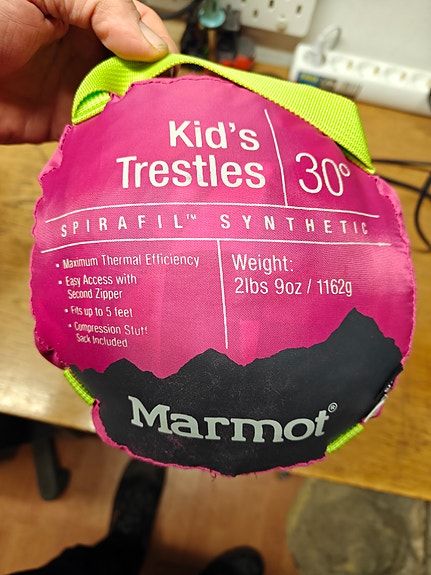 Kid's
Trestles
30°
SPIRAFIL™ SYNTHETIC
▪ Maximum Thermal Efficiency
▪ Easy Access with
Second Zipper
▪ Fits up to 5 feet
▪ Compression Stuff
Sack Included
Weight:
2lbs 9oz / 1162g
Marmot®